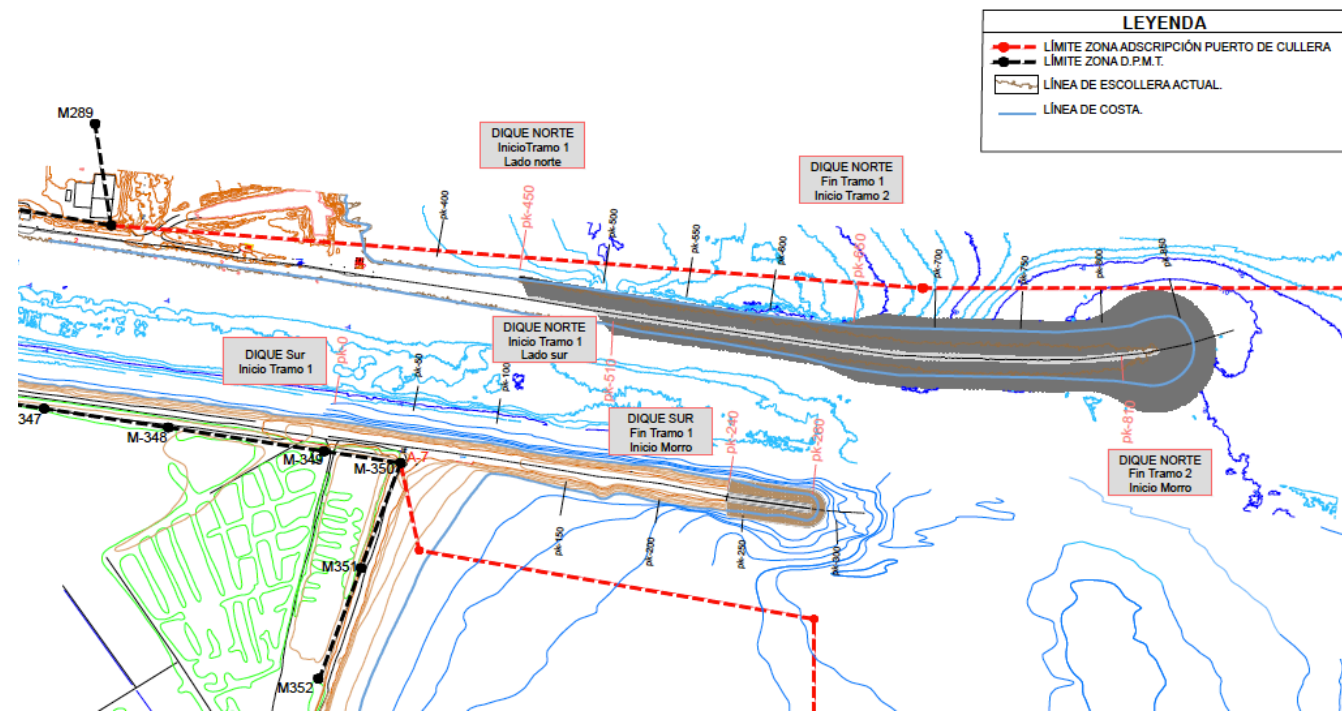 LEYENDA
LÍMITE ZONA ADSCRIPCIÓN PUERTO DE CULLERA
LÍMITE ZONA D.P.M.T.
LÍNEA DE ESCOLLERA ACTUAL.
LÍNEA DE COSTA.
M289
DIQUE NORTE
InicioTramo 1
Lado norte
DIQUE NORTE
Fin Tramo 1
Inicio Tramo 2
pk-400
pk-450
pk-500
pk-550
pk-600
pk-650
pk-700
pk-750
pk-800
pk-850
DIQUE NORTE
Inicio Tramo 1
Lado sur
DIQUE Sur
Inicio Tramo 1
pk-0
pk-50
pk-100
pk-510
DIQUE SUR
Fin Tramo 1
Inicio Morro
pk-240
pk-260
pk-810
DIQUE NORTE
Fin Tramo 2
Inicio Morro
347
M-348
M-349
M-350
A-7
pk-150
pk-200
pk-250
pk-300
M351
M352